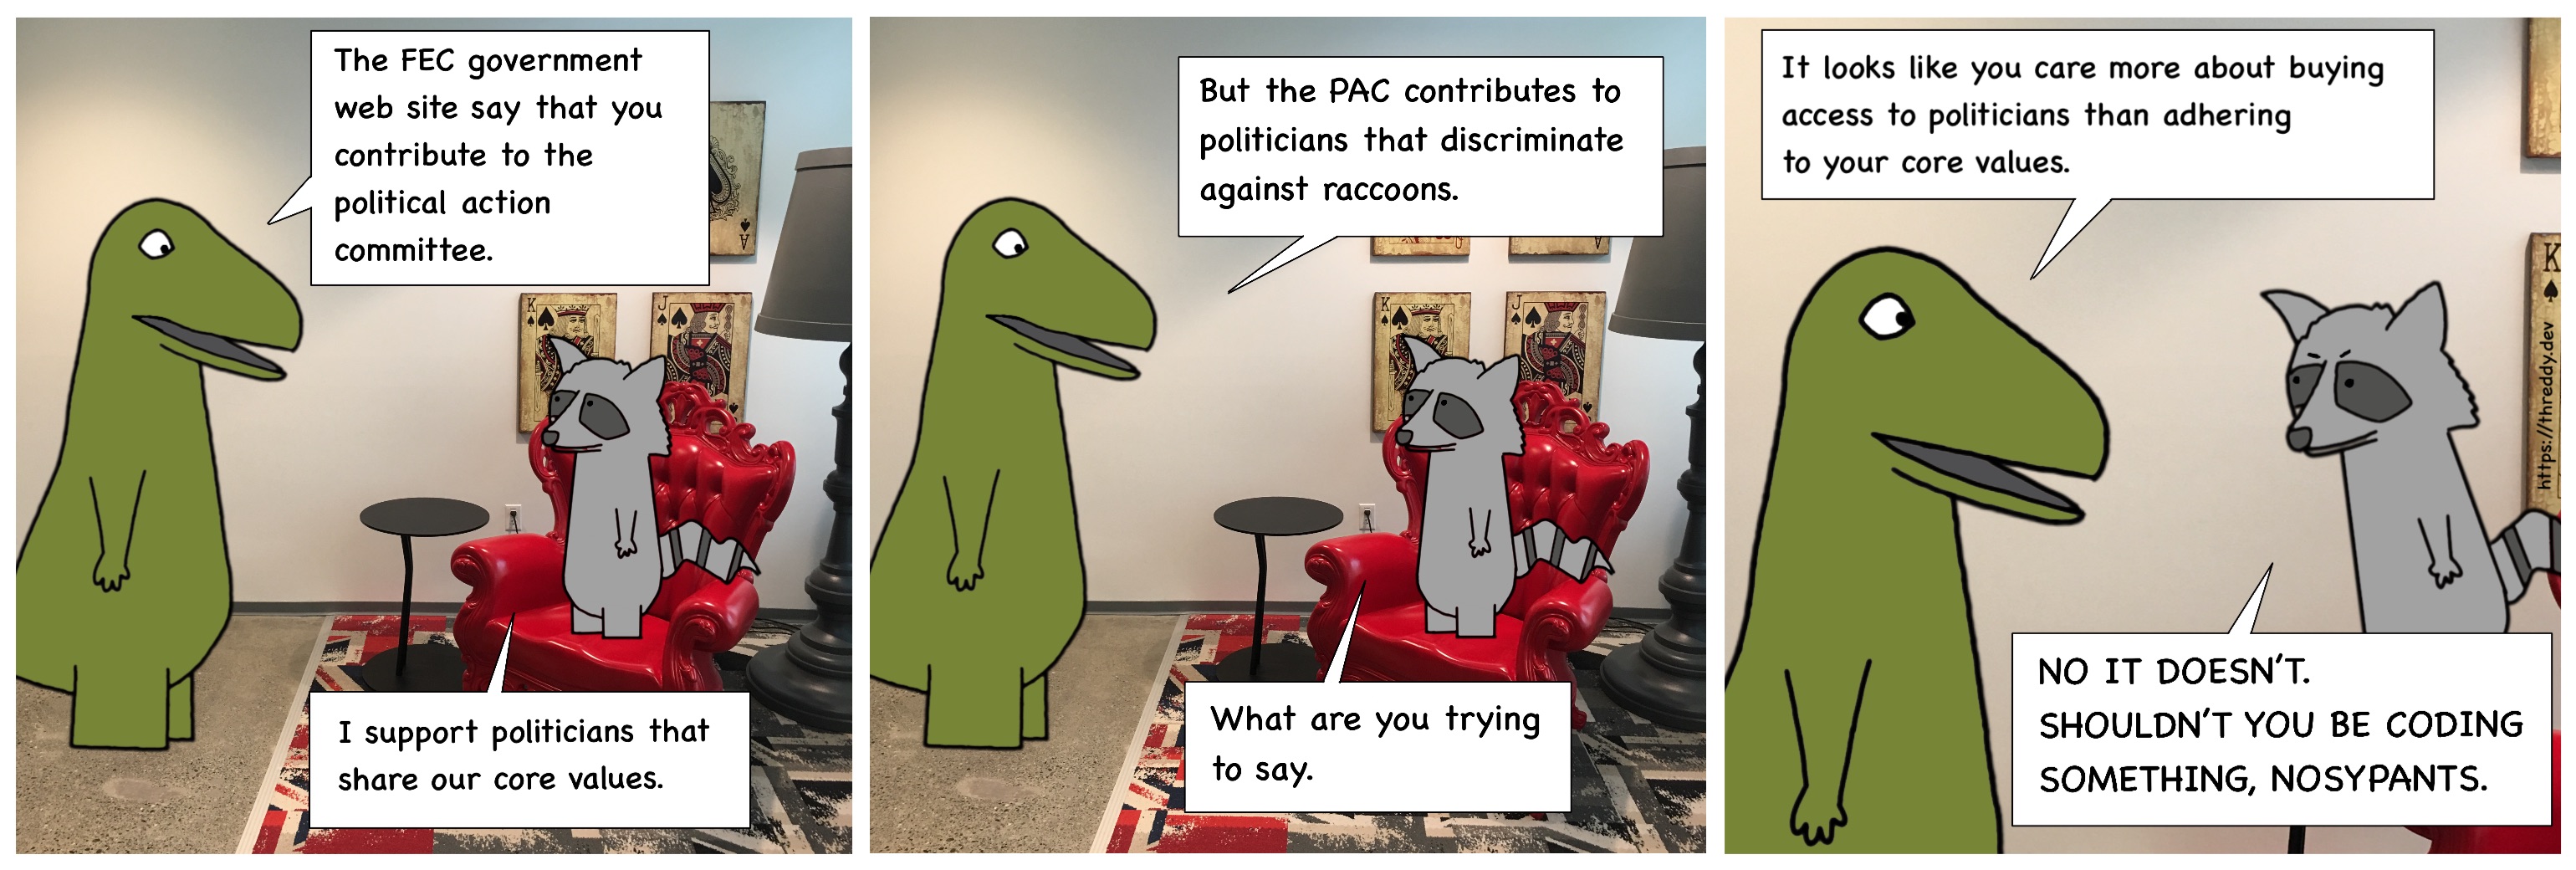 The FEC government
web site say that you
contribute to the
political action
committee.
A
K
J
I support politicians that
share our core values.
But the PAC contributes to
politicians that discriminate
against raccoons.
A
K
J
What are you trying
to say.
It looks like you care more about buying
access to politicians than adhering
to your core values.
K
https://threddy.dev
NO IT DOESN'T.
SHOULDN'T YOU BE CODING
SOMETHING, NOSYPANTS.